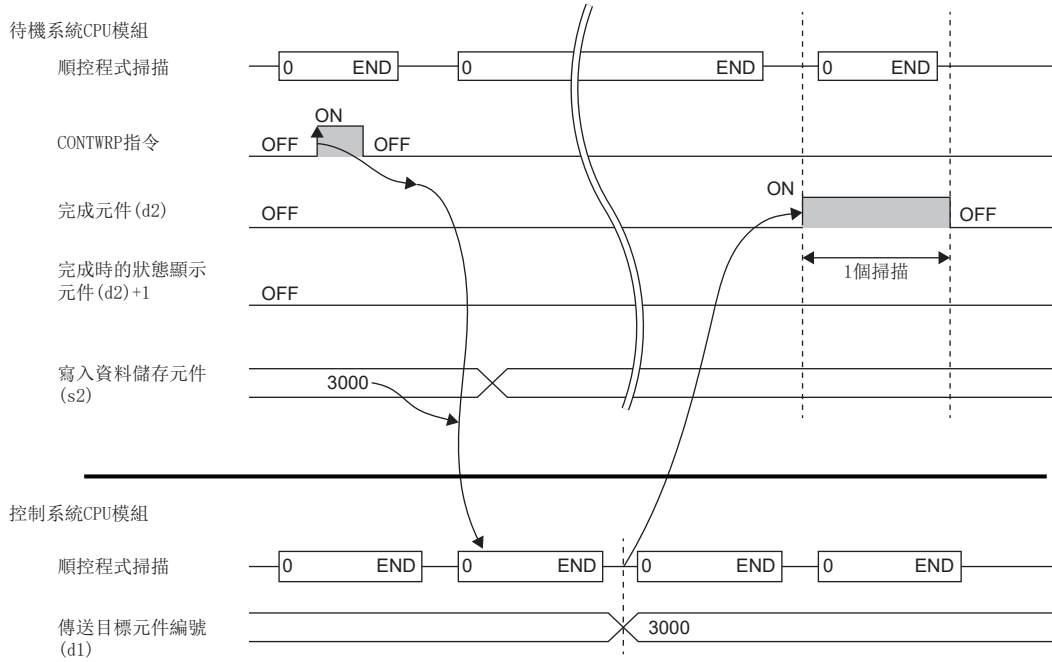 待機系統CPU模組
順控程式掃描
0 END 0 END 0 END
CONTWRP指令
OFF ON OFF
完成元件(d2)
OFF ON OFF
1個掃描
完成時的狀態顯示
元件(d2)+1
OFF
寫入資料儲存元件
(s2)
3000
控制系統CPU模組
順控程式掃描
0 END 0 END 0 END 0 END
傳送目標元件編號
(d1)
3000